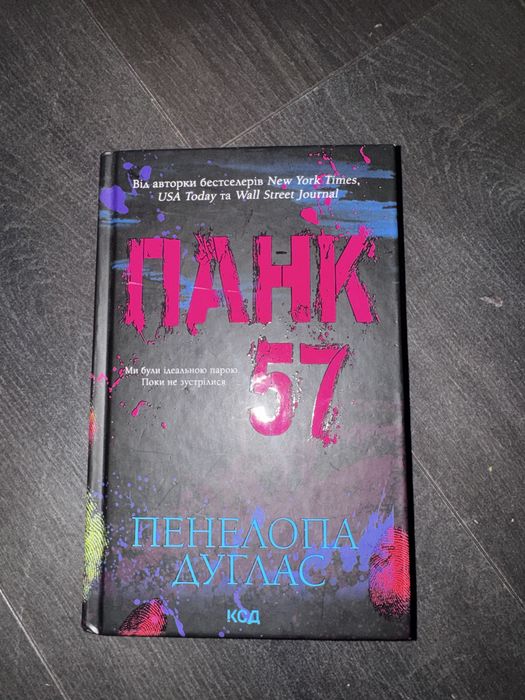 Від авторки бестселерів New York Times,
USA Today та Wall Street Journal
ПАНК
57
Ми були ідеальною парою
Поки не зустрілися
ПЕНЕЛОПА
ДУГЛАС
КСД